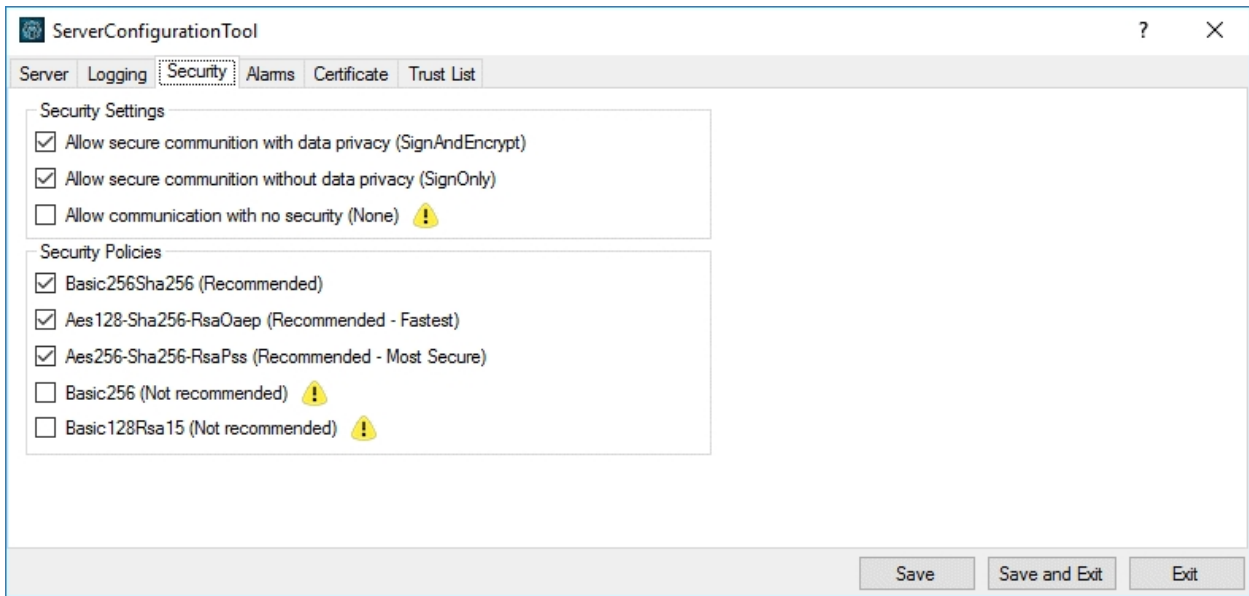 ServerConfigurationTool
?
Server Logging Security Alarms Certificate Trust List
Security Settings
Allow secure communition with data privacy (SignAndEncrypt)
Allow secure communition without data privacy (SignOnly)
Allow communication with no security (None)
Security Policies
Basic256Sha256 (Recommended)
Aes128-Sha256-RsaOaep (Recommended - Fastest)
Aes256-Sha256-RsaPss (Recommended - Most Secure)
Basic256 (Not recommended)
Basic128Rsa15 (Not recommended)
Save Save and Exit Exit